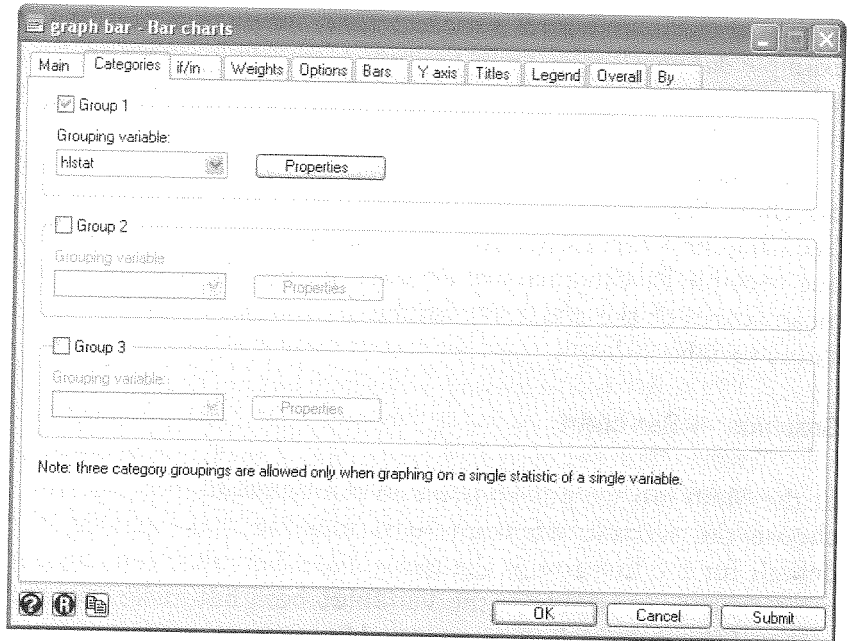 graph bar - Bar charts
Main Categories if/in Weights Options Bars Y axis Titles Legend Overall By
Group 1
Grouping variable:
hlstat Properties
Group 2
Grouping variable:
Properties
Group 3
Grouping variable:
Properties
Note: three category groupings are allowed only when graphing on a single statistic of a single variable.
? R
OK Cancel Submit